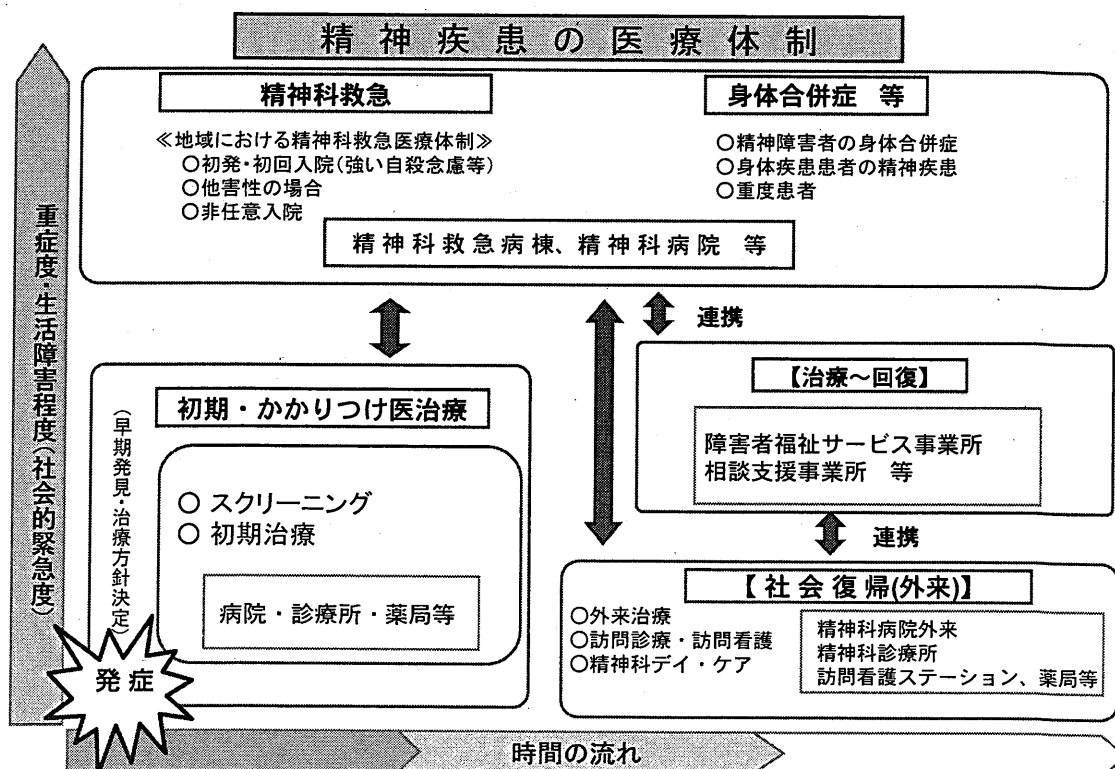 精神疾患の医療体制
重症度・生活障害程度(社会的緊急度)
精神科救急
≪地域における精神科救急医療体制≫
○初発・初回入院(強い自殺念慮等)
○他害性の場合
○非任意入院
身体合併症 等
○精神障害者の身体合併症
○身体疾患患者の精神疾患
○重度患者
精神科救急病棟、精神科病院 等
連携
初期・かかりつけ医治療
(早期発見・治療方針決定)
○ スクリーニング
○ 初期治療
病院・診療所・薬局等
発症
【治療～回復】
障害者福祉サービス事業所
相談支援事業所 等
連携
【社会復帰(外来)】
○外来治療
○訪問診療・訪問看護
○精神科デイ・ケア
精神科病院外来
精神科診療所
訪問看護ステーション、薬局等
時間の流れ